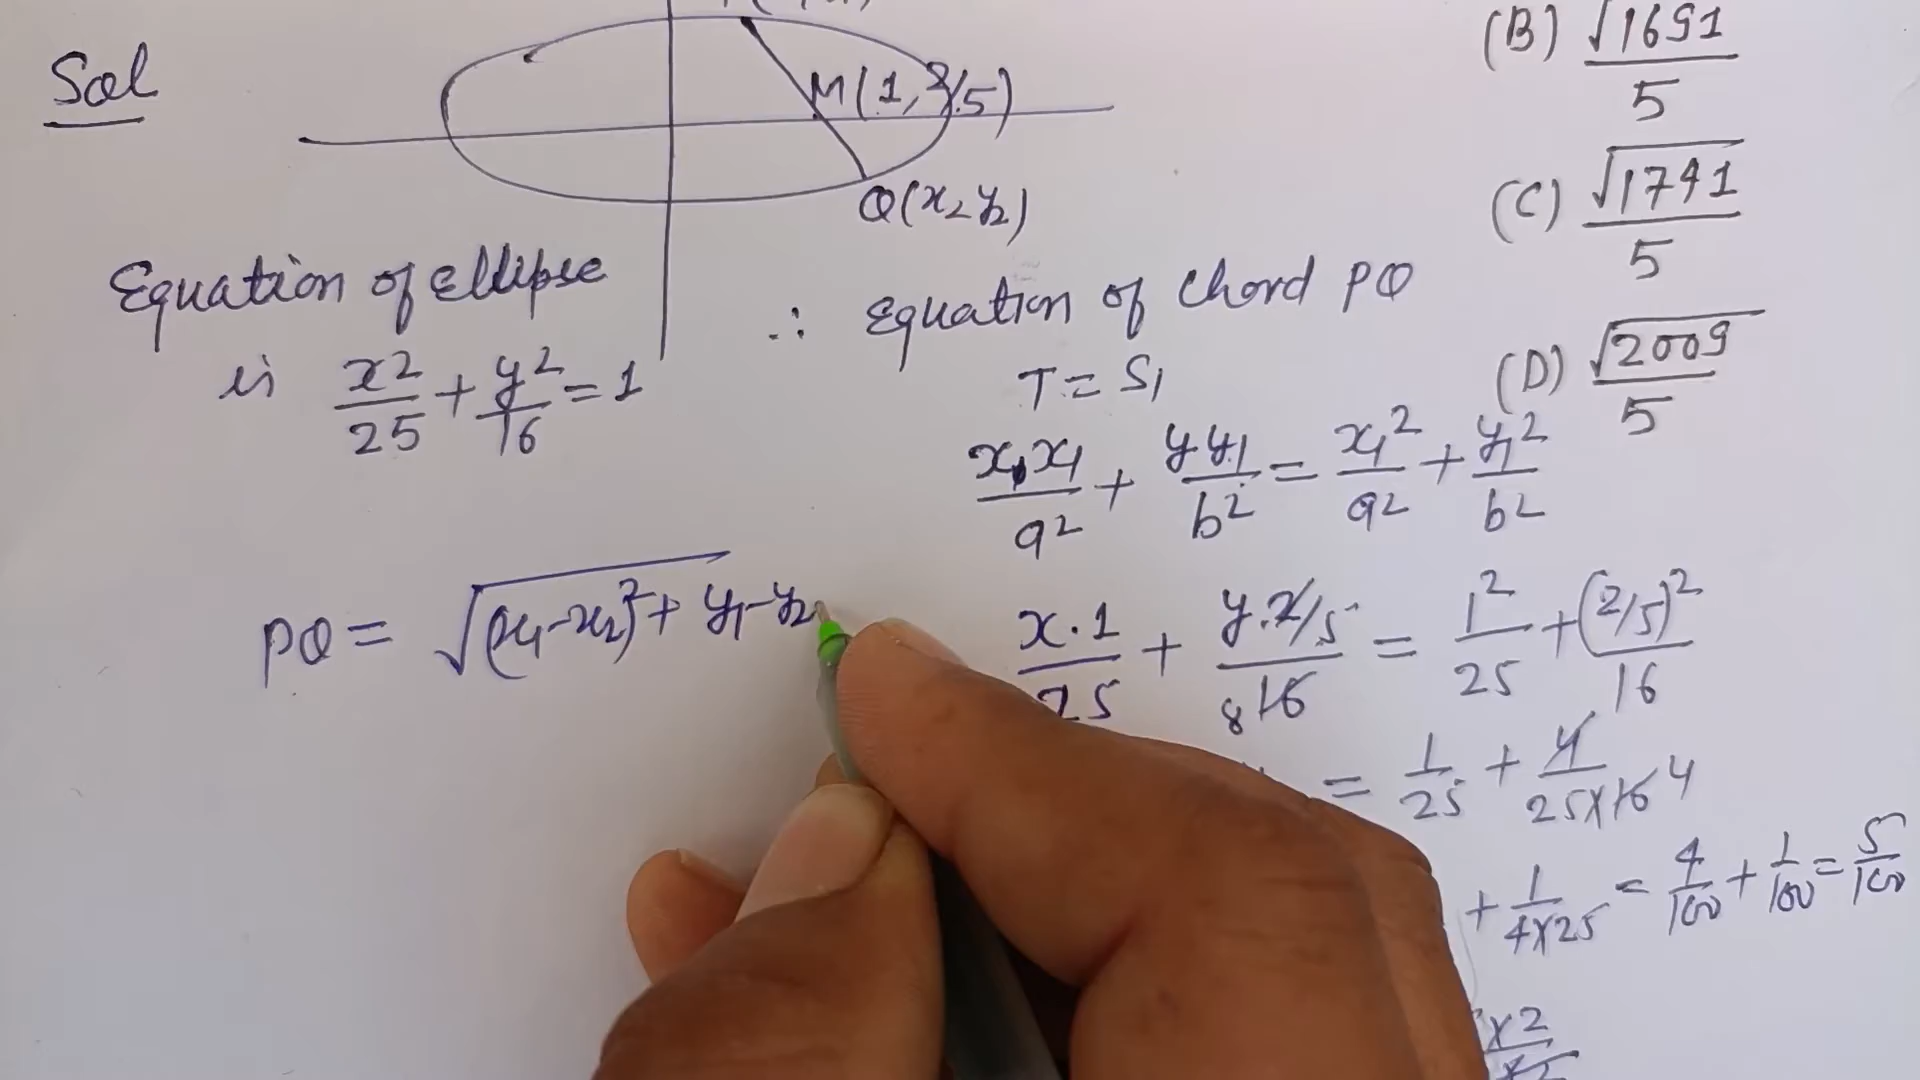 Sol
M(1, 2/5)
Q(x₂ y₂)
(B) √1691/5
(C) √1741/5
(D) √2009/5
Equation of ellipse
is x²/25 + y²/16 = 1
∴ Equation of chord PQ
T = S₁
x x₁/a² + y y₁/b² = x₁²/a² + y₁²/b²
PQ = √(x₁-x₂)² + y₁-y₂
x·1/25 + y·2/5/16 8 = 1²/25 + (2/5)²/16
= 1/25 + 4/25×16 4
+ 1/4×25 = 4/100 + 1/100 = 5/100
×2